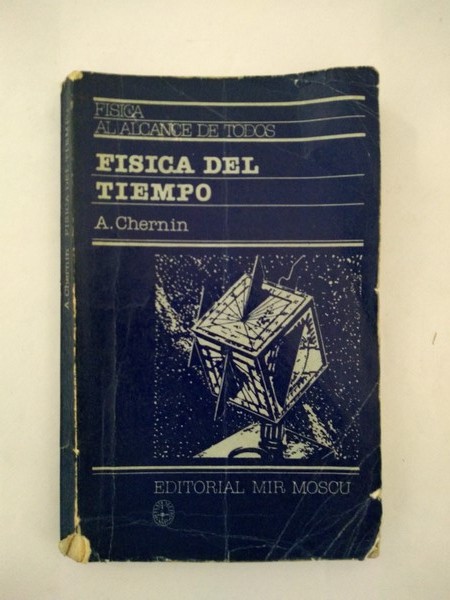 FISICA
AL ALCANCE DE TODOS
FISICA DEL
TIEMPO
A. Chernin
EDITORIAL MIR MOSCU
A. Chernin FISICA DEL TIEMPO